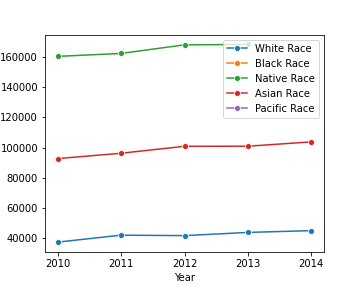 160000
140000
120000
100000
80000
60000
40000
2010 2011 2012 2013 2014
Year
White Race
Black Race
Native Race
Asian Race
Pacific Race